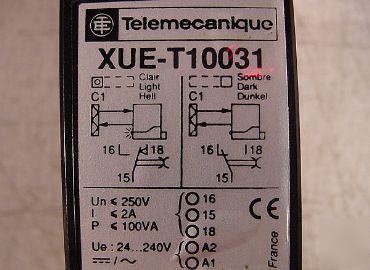 Telemecanique
XUE-T10031
Clair Sombre
Light Dark
Hell Dunkel
C1 C1
16 18 16 18
15 15
Un ≤ 250V 16
I ≤ 2A 15
P ≤ 100VA 18
Ue : 24...240V A2
⎓/~ A1
CE
France